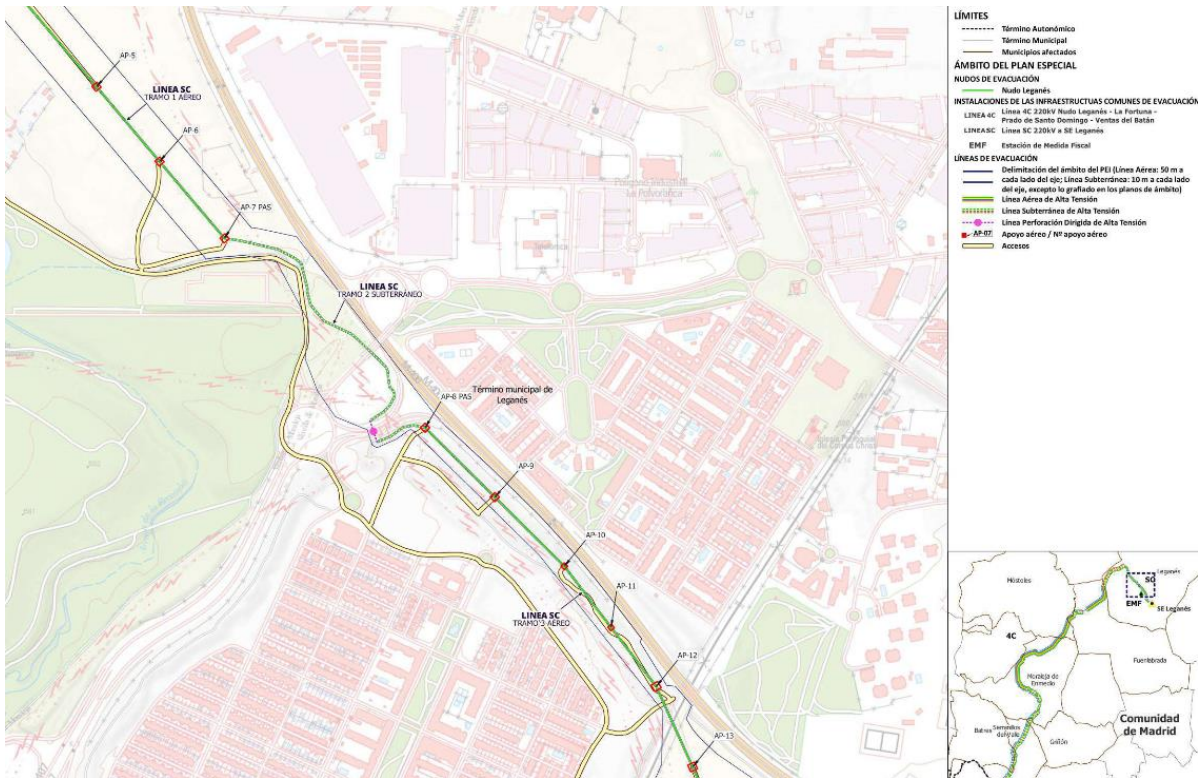 AP-5
LINEA SC
TRAMO 1 AÉREO
AP-6
AP-7 PAS
LINEA SC
TRAMO 2 SUBTERRÁNEO
Término municipal de
Leganés
AP-8 PAS
AP-9
AP-10
AP-11
LINEA SC
TRAMO 3 AÉREO
AP-12
AP-13
LÍMITES
Término Autonómico
Término Municipal
Municipios afectados
ÁMBITO DEL PLAN ESPECIAL
NUDOS DE EVACUACIÓN
Nudo Leganés
INSTALACIONES DE LAS INFRAESTRUCTUAS COMUNES DE EVACUACIÓN
LINEA 4C Línea 4C 220kV Nudo Leganés - La Fortuna -
Prado de Santo Domingo - Ventas del Batán
LINEA SC Línea SC 220kV a SE Leganés
EMF Estación de Medida Fiscal
LÍNEAS DE EVACUACIÓN
Delimitación del ámbito del PEI (Línea Aérea: 50 m a
cada lado del eje; Línea Subterránea: 10 m a cada lado
del eje, excepto lo grafiado en los planos de ámbito)
Línea Aérea de Alta Tensión
Línea Subterránea de Alta Tensión
Línea Perforación Dirigida de Alta Tensión
AP-07 Apoyo aéreo / Nº apoyo aéreo
Accesos
Móstoles
Leganés
SC
EMF
SE Leganés
4C
Fuenlabrada
Moraleja de
Enmedio
Comunidad
de Madrid
Batres
Serranillos
del Valle
Griñón